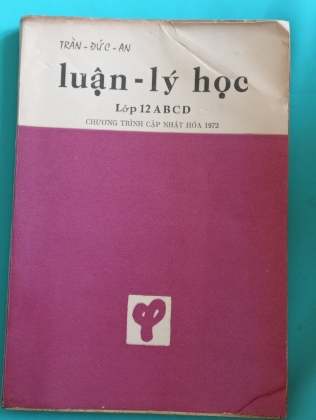 TRẦN - ĐỨC - AN
luận - lý học
Lớp 12 ABCD
CHƯƠNG TRÌNH CẬP NHẬT HÓA 1972
φ